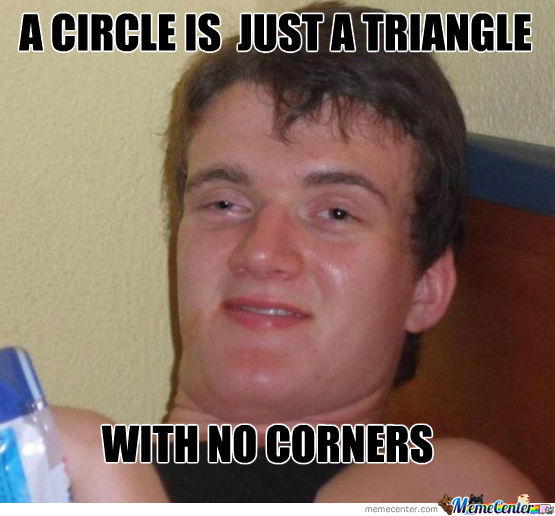 A CIRCLE IS JUST A TRIANGLE
WITH NO CORNERS
memecenter.com MemeCenter